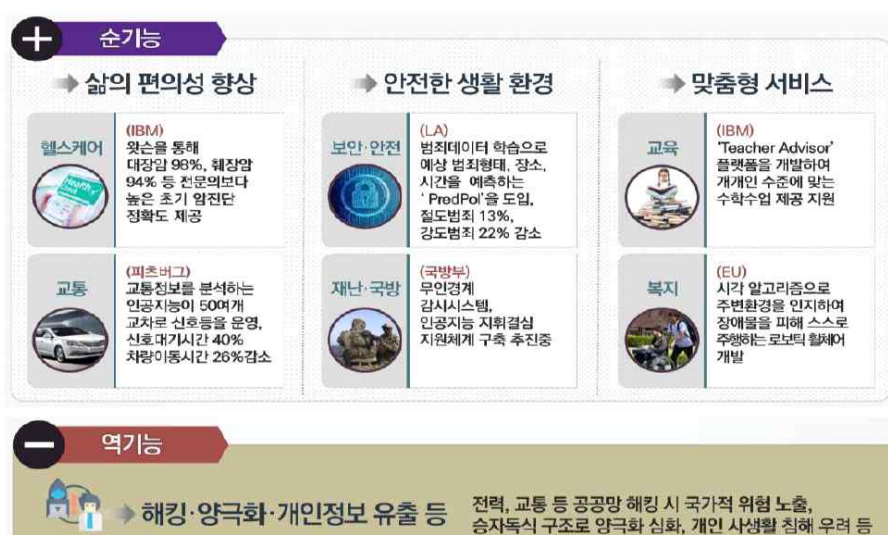 순기능
삶의 편의성 향상
헬스케어
(IBM)
왓슨을 통해
대장암 98%, 췌장암
94% 등 전문의보다
높은 초기 암진단
정확도 제공
교통
(피츠버그)
교통정보를 분석하는
인공지능이 50여개
교차로 신호등을 운영,
신호대기시간 40%
차량이동시간 26%감소
안전한 생활 환경
보안·안전
(LA)
범죄데이터 학습으로
예상 범죄형태, 장소,
시간을 예측하는
' PredPol'을 도입,
절도범죄 13%,
강도범죄 22% 감소
재난·국방
(국방부)
무인경계
감시시스템,
인공지능 지휘결심
지원체계 구축 추진중
맞춤형 서비스
교육
(IBM)
'Teacher Advisor'
플랫폼을 개발하여
개개인 수준에 맞는
수학수업 제공 지원
복지
(EU)
시각 알고리즘으로
주변환경을 인지하여
장애물을 피해 스스로
주행하는 로보틱 휠체어
개발
역기능
해킹·양극화·개인정보 유출 등
전력, 교통 등 공공망 해킹 시 국가적 위험 노출,
승자독식 구조로 양극화 심화, 개인 사생활 침해 우려 등